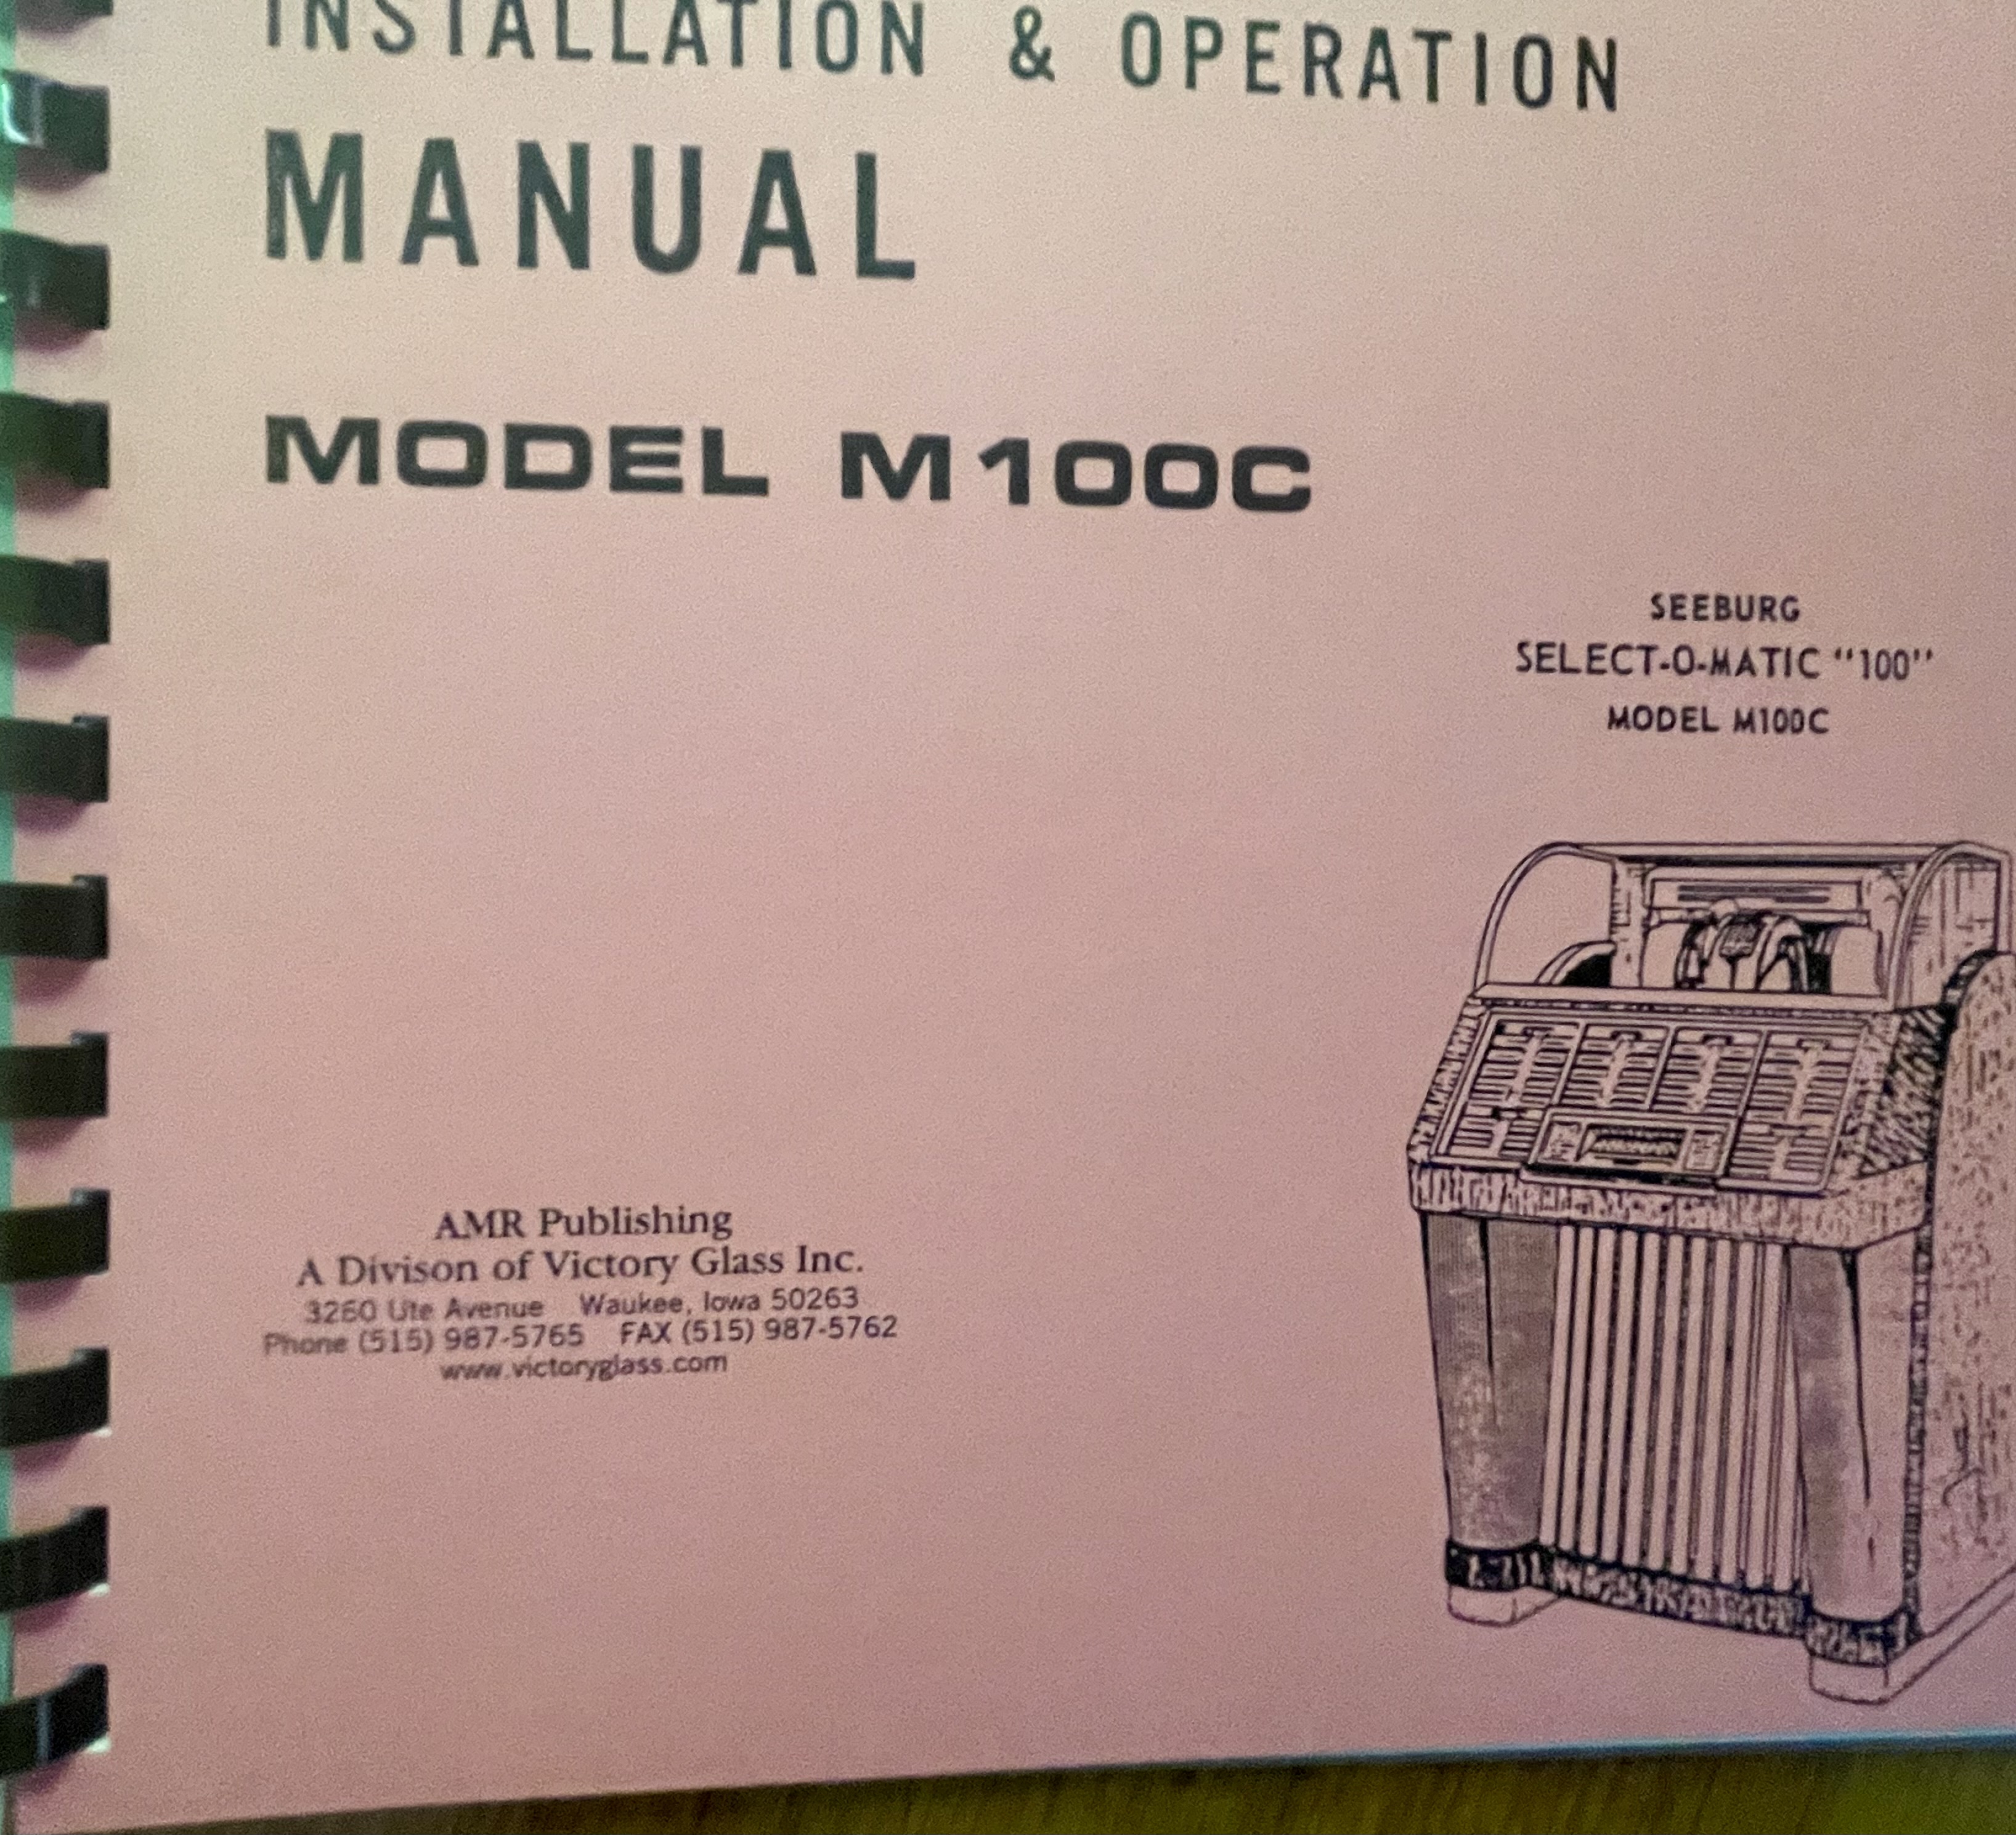 INSTALLATION & OPERATION
MANUAL
MODEL M100C
SEEBURG
SELECT-O-MATIC "100"
MODEL M100C
AMR Publishing
A Divison of Victory Glass Inc.
3260 Ute Avenue Waukee, Iowa 50263
Phone (515) 987-5765 FAX (515) 987-5762
www.victoryglass.com